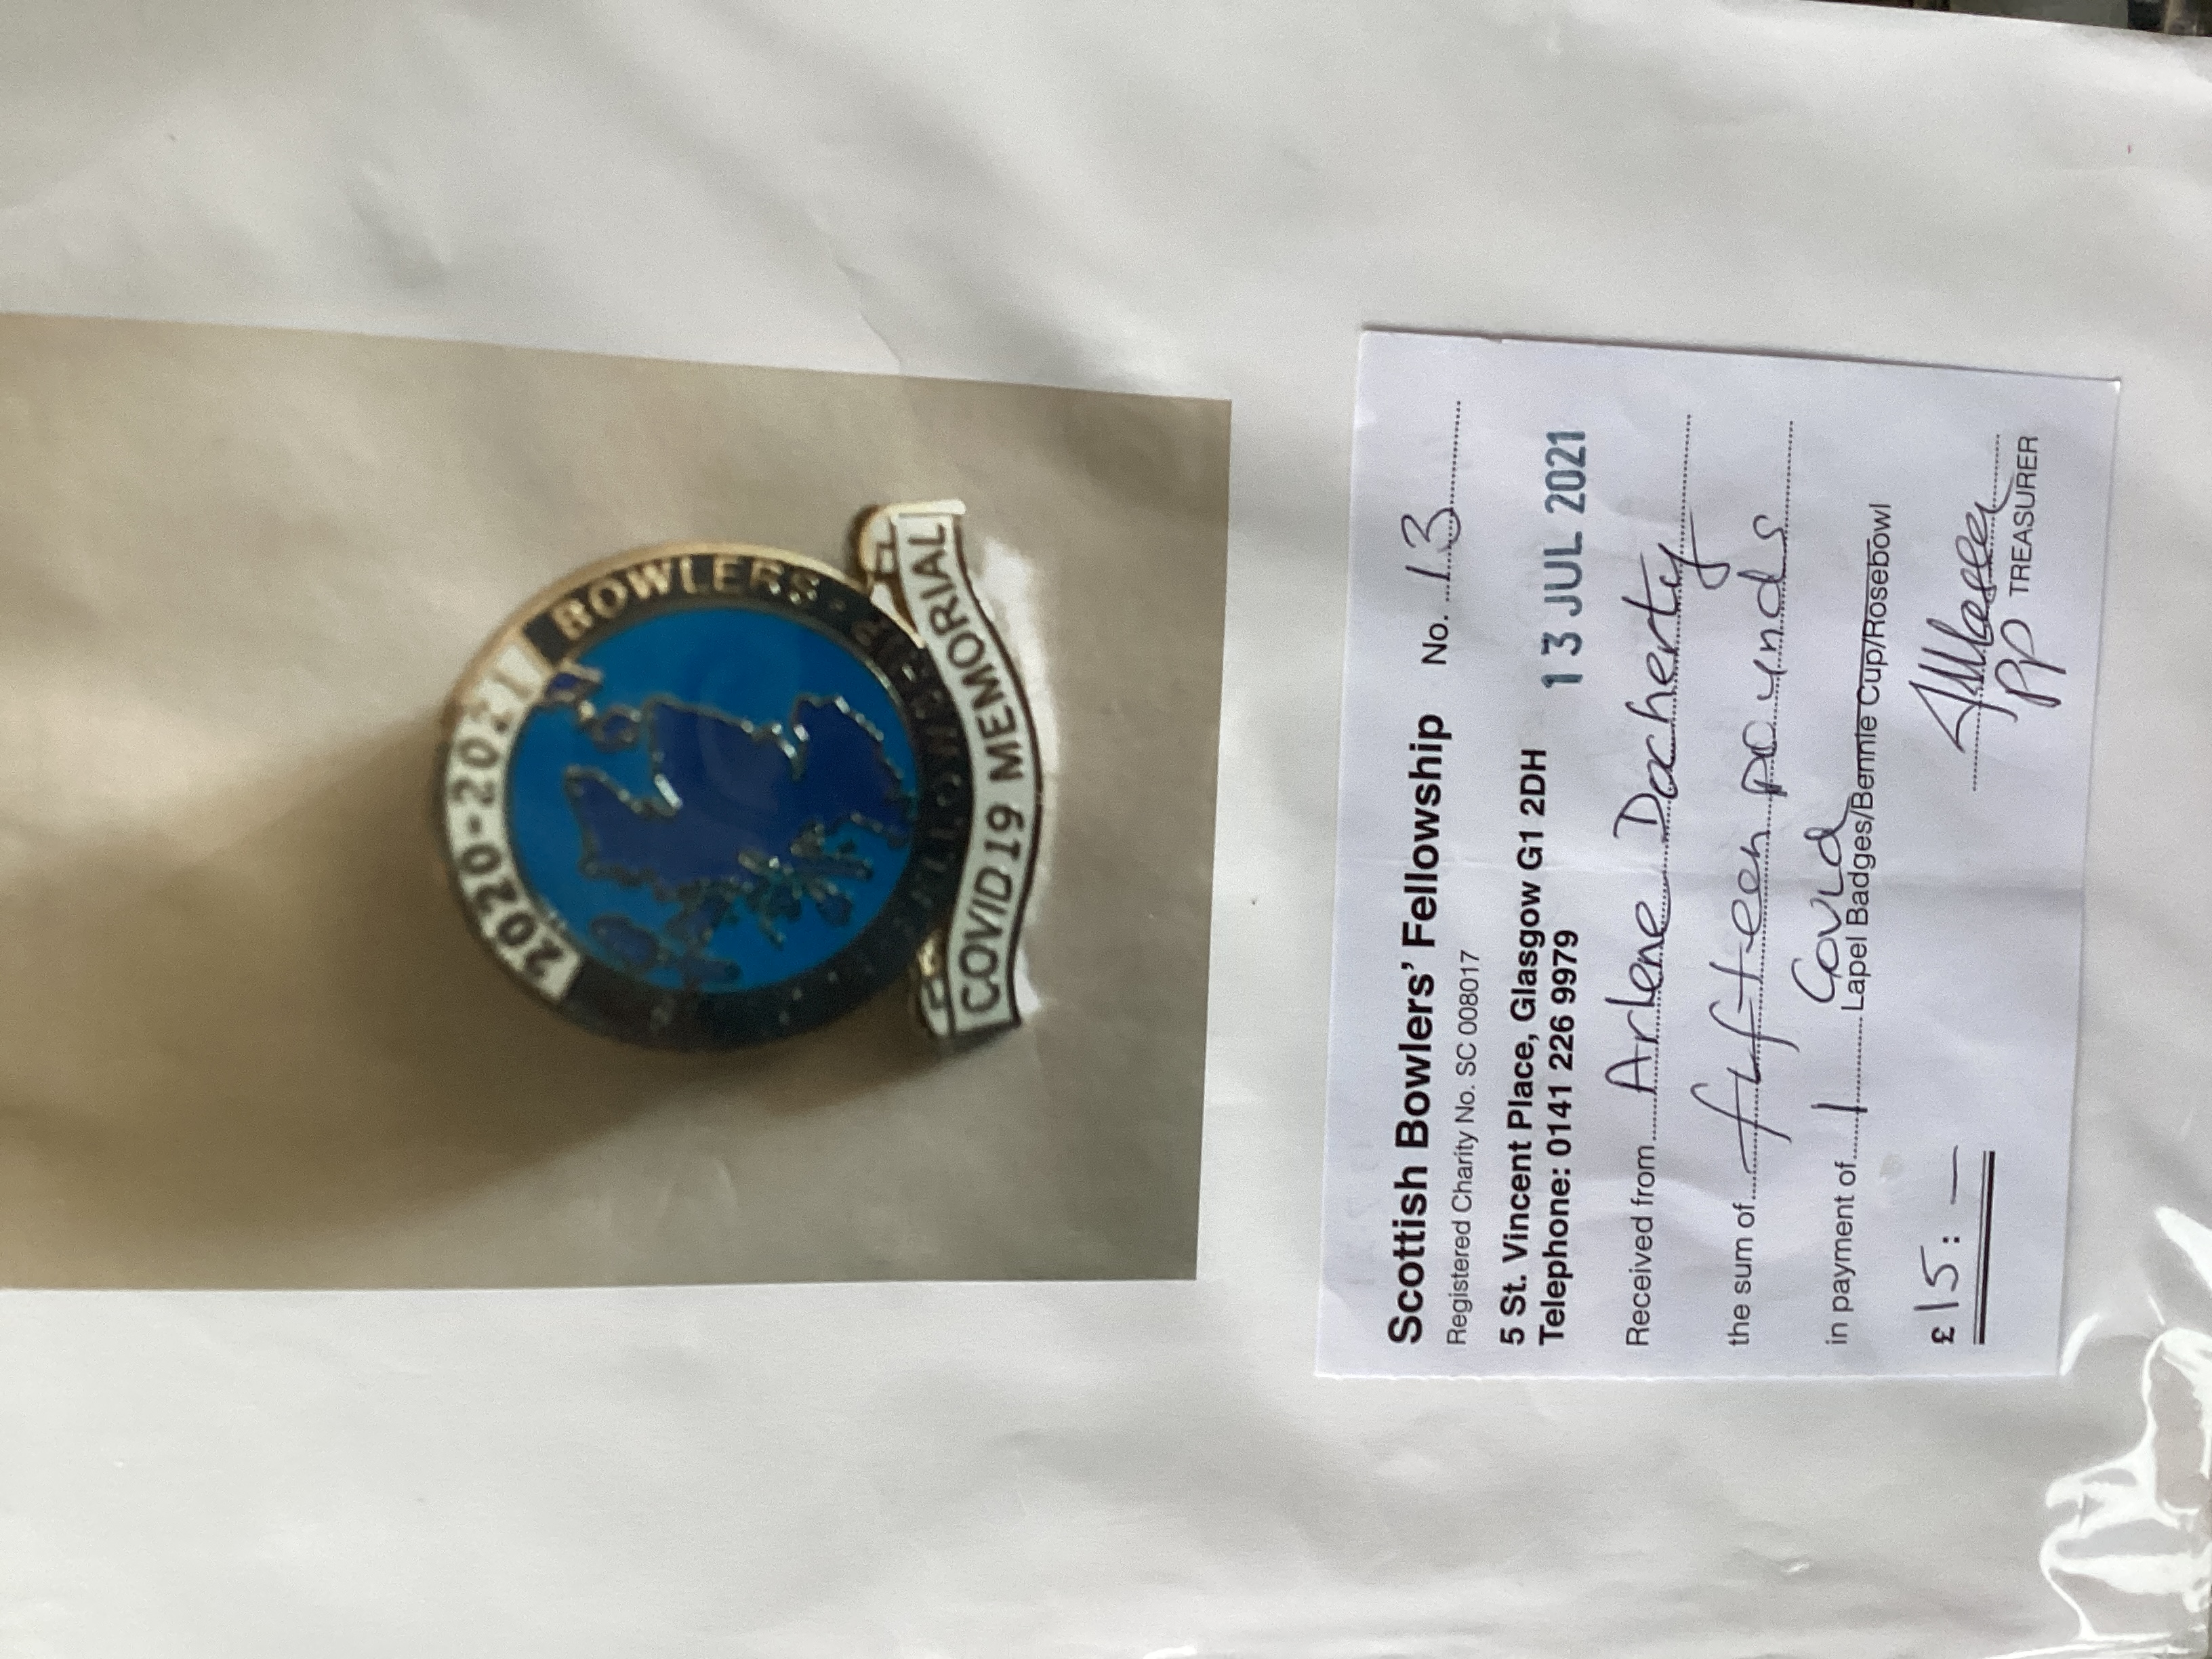 2020-2021
BOWLERS
COVID 19 MEMORIAL
Scottish Bowlers' Fellowship No. 13
Registered Charity No. SC 008017
5 St. Vincent Place, Glasgow G1 2DH
Telephone: 0141 226 9979
13 JUL 2021
Received from Arlene Docherty
the sum of fifteen pounds
Covid
in payment of 1 Lapel Badges/Bennie Cup/Rosebowl
£ 15 : —
pp TREASURER